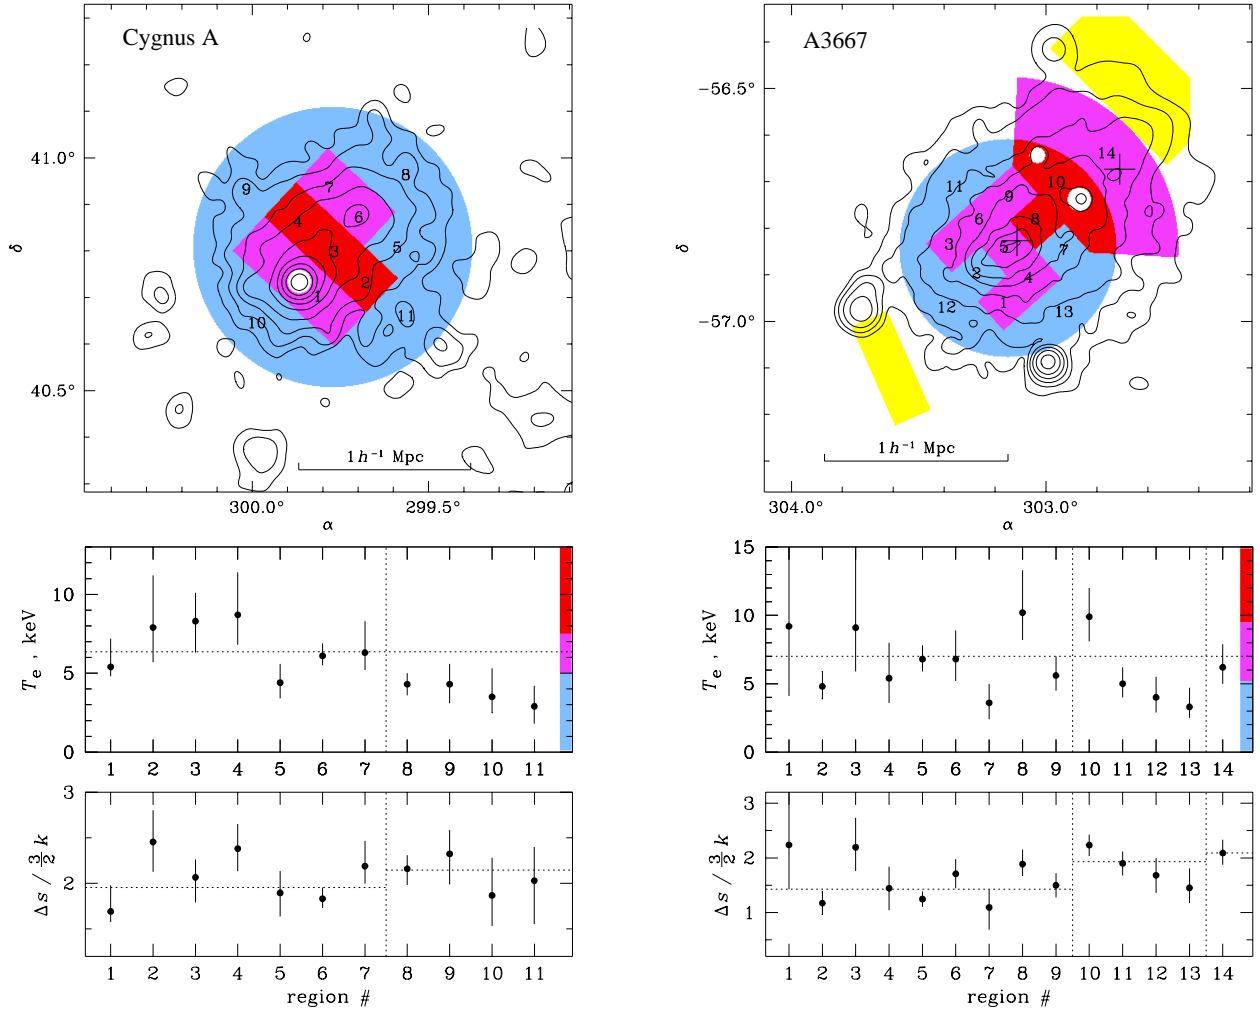 Cygnus A
41.0°
40.5°
δ
9
7
8
4
6
3
5
2
1
10
11
1 h⁻¹ Mpc
300.0°
299.5°
α
A3667
−56.5°
−57.0°
δ
14
11
10
9
6
8
3
5
7
2
4
12
1
13
1 h⁻¹ Mpc
304.0°
303.0°
α
10
5
0
Te , keV
1 2 3 4 5 6 7 8 9 10 11
3
2
Δs / 3/2 k
1 2 3 4 5 6 7 8 9 10 11
region #
15
10
5
0
Te , keV
1 2 3 4 5 6 7 8 9 10 11 12 13 14
3
2
1
Δs / 3/2 k
1 2 3 4 5 6 7 8 9 10 11 12 13 14
region #